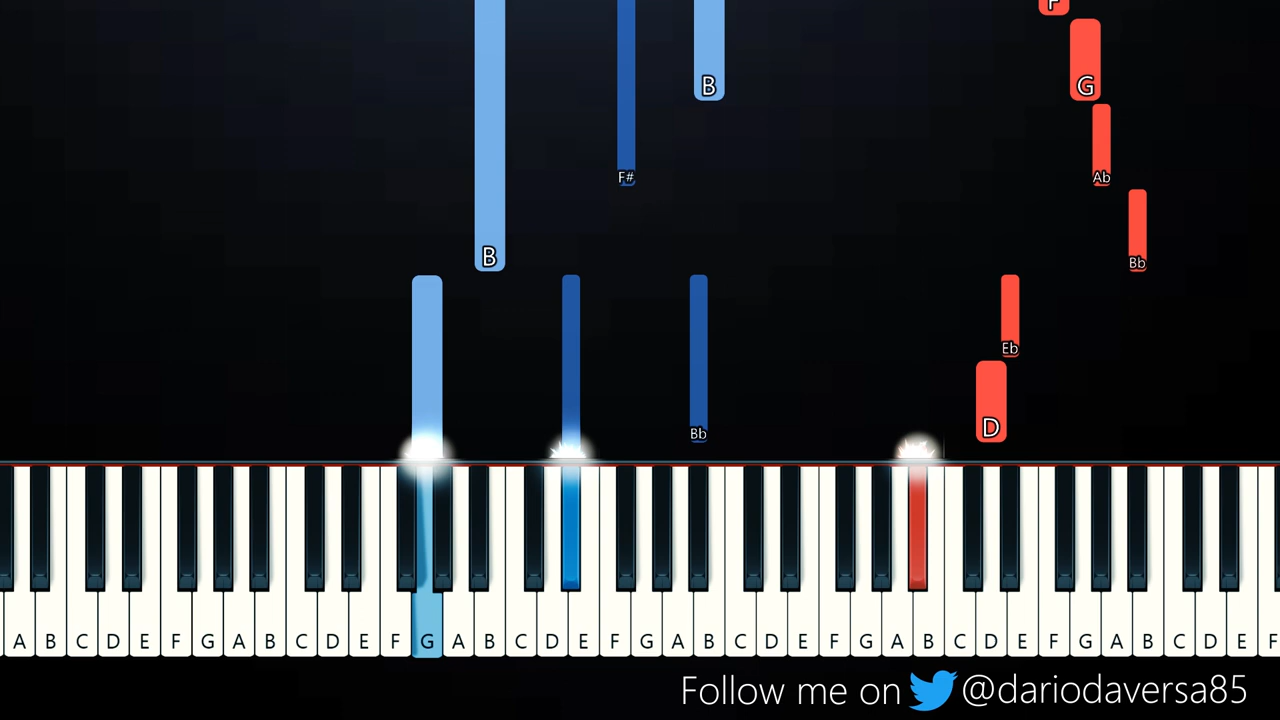 F
B
G
F#
Ab
B
Bb
Eb
Bb
D
A B C D E F G A B C D E F G A B C D E F G A B C D E F G A B C D E F G A B C D E F
Follow me on @dariodaversa85